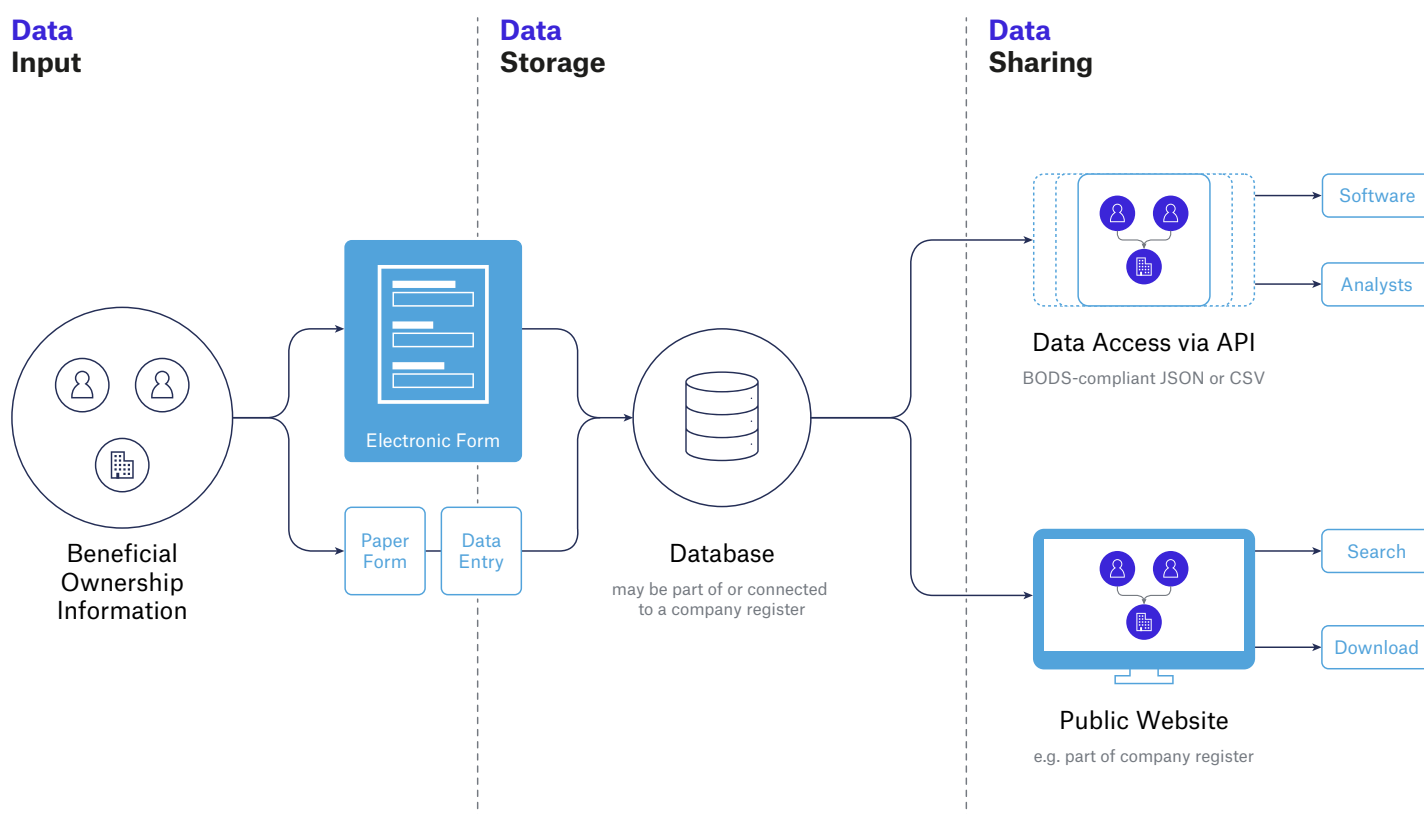 Data
Input
Data
Storage
Data
Sharing
Beneficial
Ownership
Information
Electronic Form
Paper
Form
Data
Entry
Database
may be part of or connected
to a company register
Data Access via API
BODS-compliant JSON or CSV
Software
Analysts
Public Website
e.g. part of company register
Search
Download